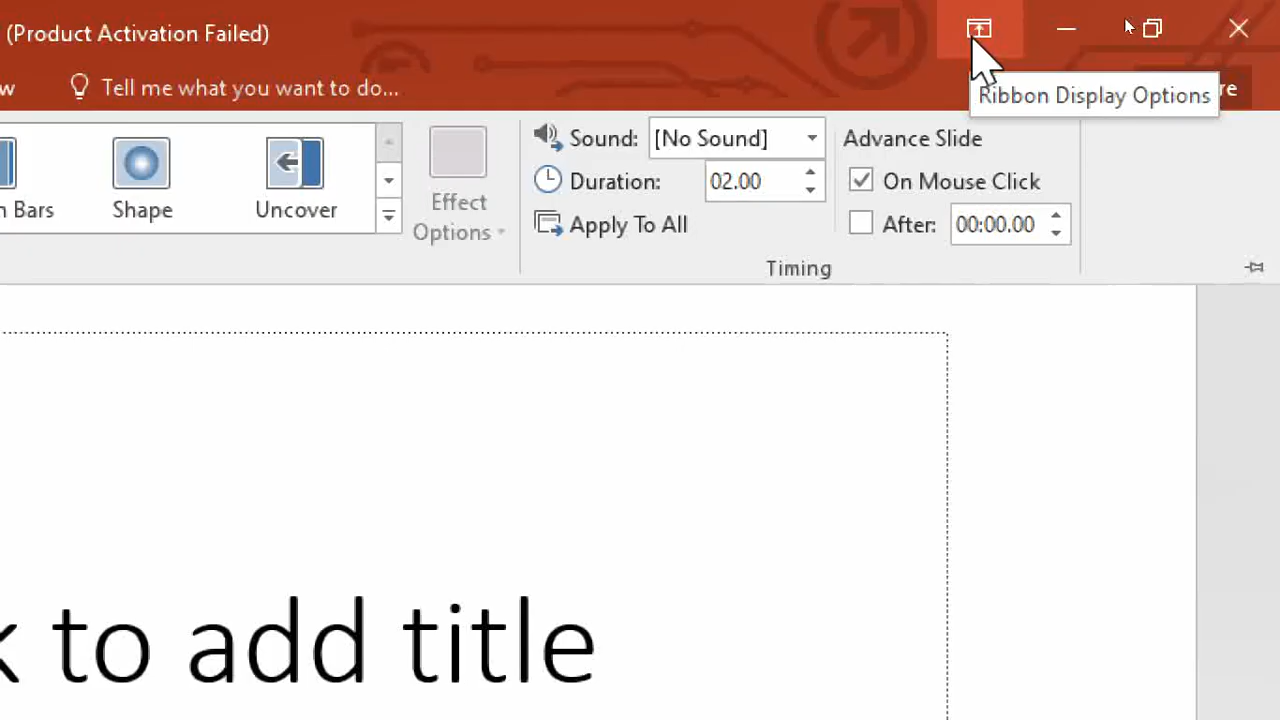 (Product Activation Failed)
Tell me what you want to do...
Ribbon Display Options
Sound: [No Sound]
Advance Slide
Duration: 02.00
On Mouse Click
Bars
Shape
Uncover
Effect
Options
Apply To All
After: 00:00.00
Timing
to add title